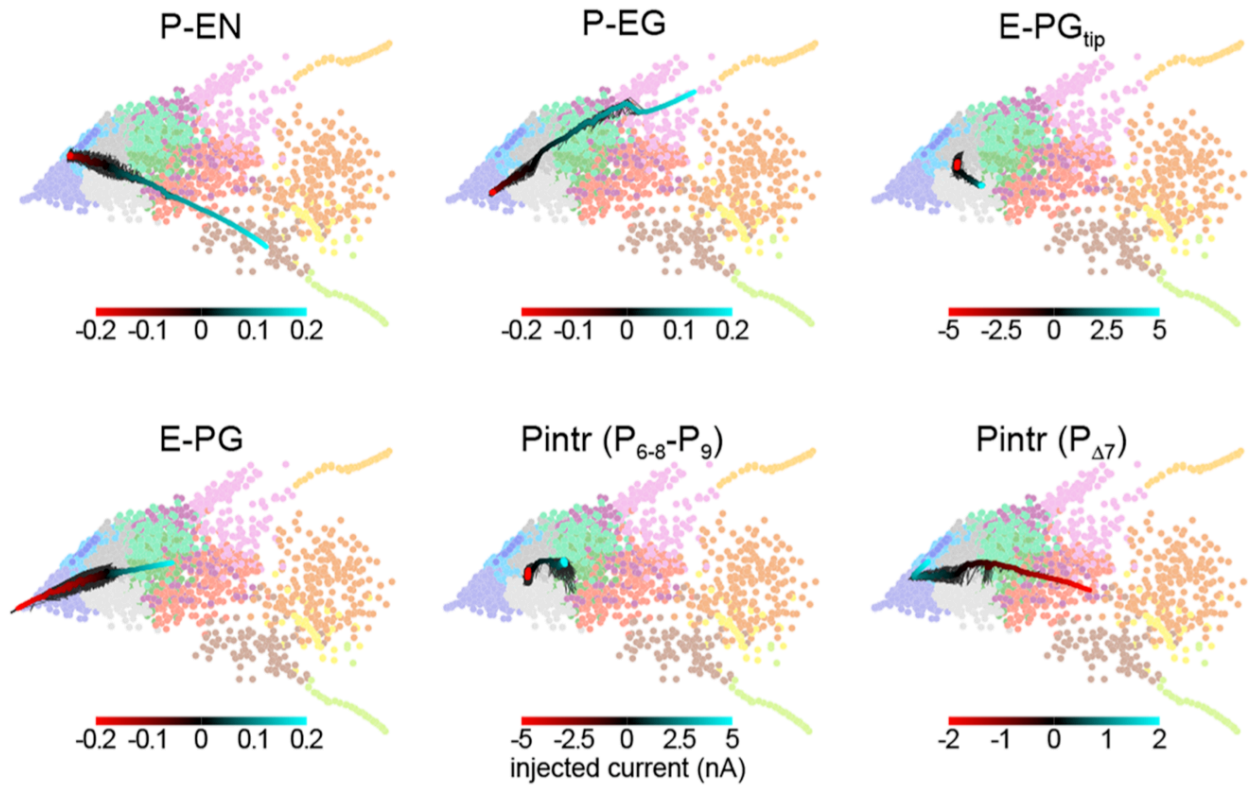 P-EN
P-EG
E-PGtip
-0.2 -0.1 0 0.1 0.2
-0.2 -0.1 0 0.1 0.2
-5 -2.5 0 2.5 5
E-PG
Pintr (P6-8-P9)
Pintr (PΔ7)
-0.2 -0.1 0 0.1 0.2
-5 -2.5 0 2.5 5
-2 -1 0 1 2
injected current (nA)